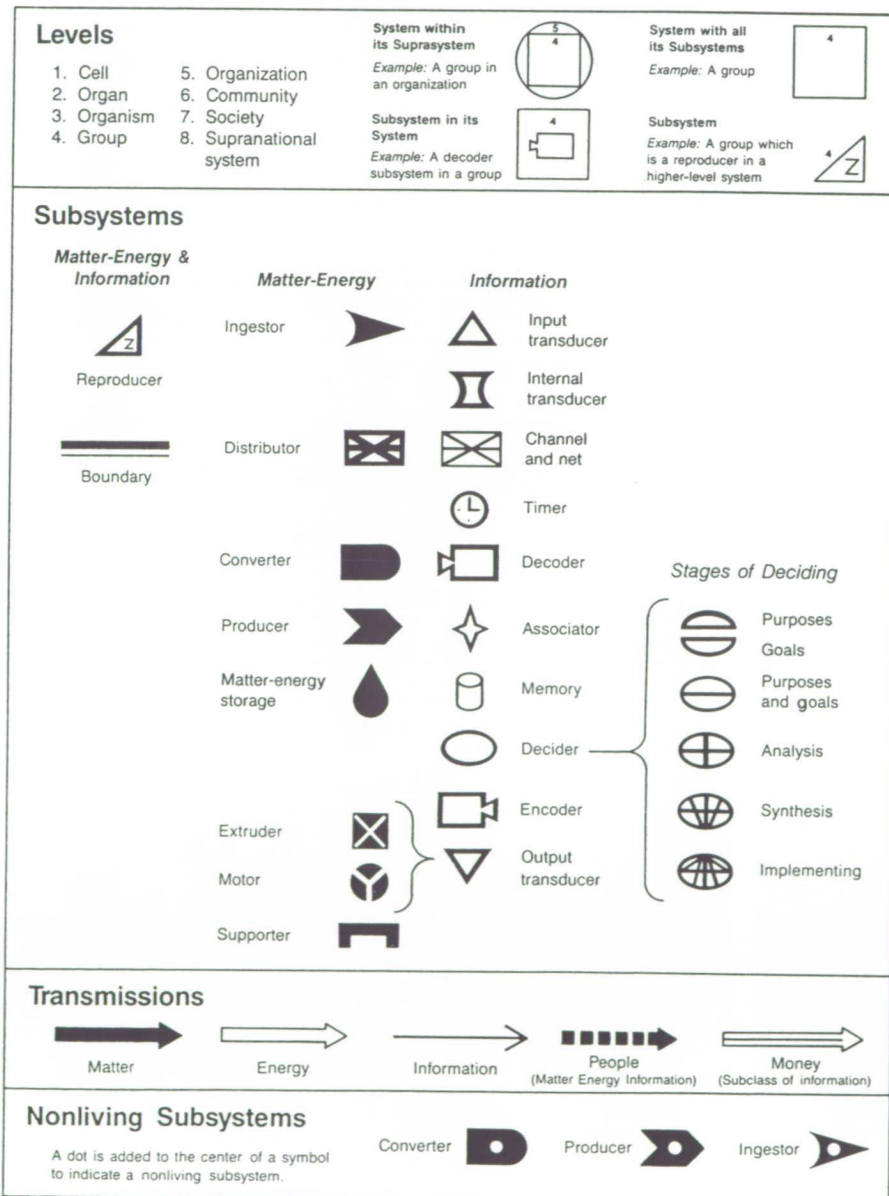 Levels
1. Cell
2. Organ
3. Organism
4. Group
5. Organization
6. Community
7. Society
8. Supranational
system
System within
its Suprasystem
Example: A group in
an organization
5
4
System with all
its Subsystems
Example: A group
4
Subsystem in its
System
Example: A decoder
subsystem in a group
4
Subsystem
Example: A group which
is a reproducer in a
higher-level system
4
Z
Subsystems
Matter-Energy &
Information
Z
Reproducer
Boundary
Matter-Energy
Ingestor
Distributor
Converter
Producer
Matter-energy
storage
Extruder
Motor
Supporter
Information
Input
transducer
Internal
transducer
Channel
and net
Timer
Decoder
Associator
Memory
Decider
Encoder
Output
transducer
Stages of Deciding
Purposes
Goals
Purposes
and goals
Analysis
Synthesis
Implementing
Transmissions
Matter
Energy
Information
People
(Matter Energy Information)
Money
(Subclass of information)
Nonliving Subsystems
A dot is added to the center of a symbol
to indicate a nonliving subsystem.
Converter
Producer
Ingestor